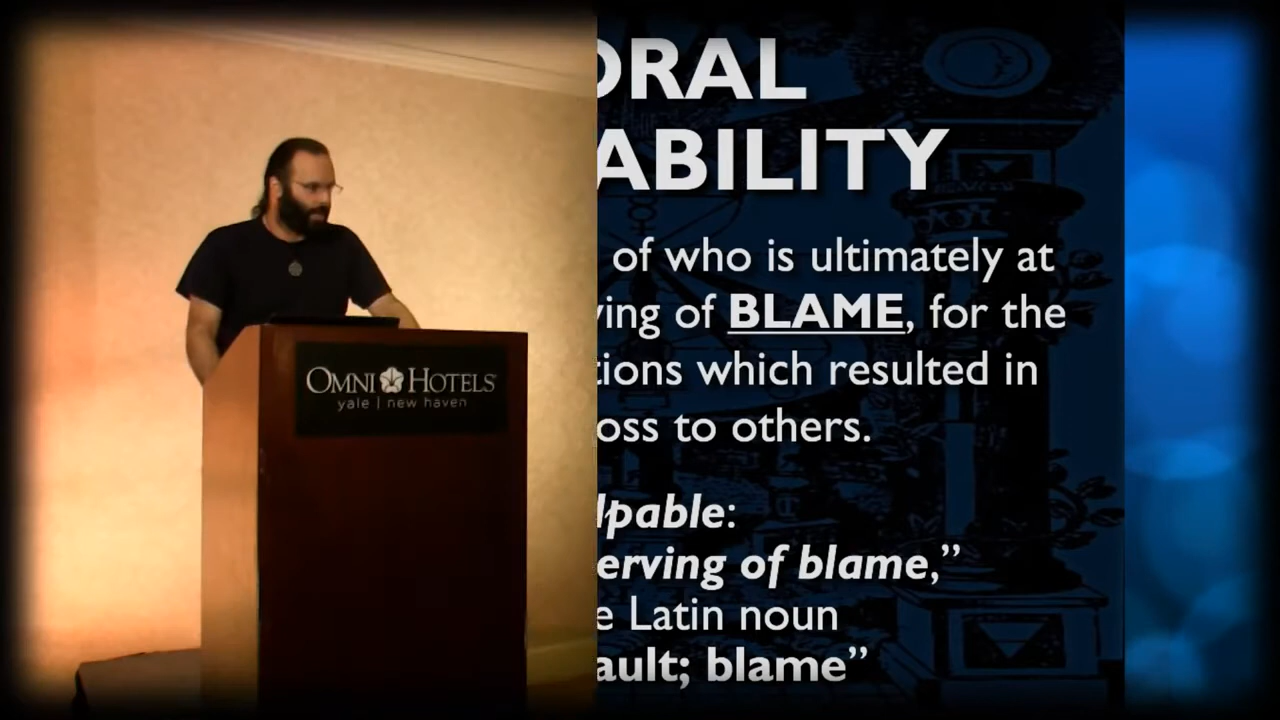 OMNI HOTELS
yale | new haven
ORAL
ABILITY
of who is ultimately at
ving of BLAME, for the
tions which resulted in
oss to others.
lpable:
erving of blame,”
e Latin noun
ault; blame”